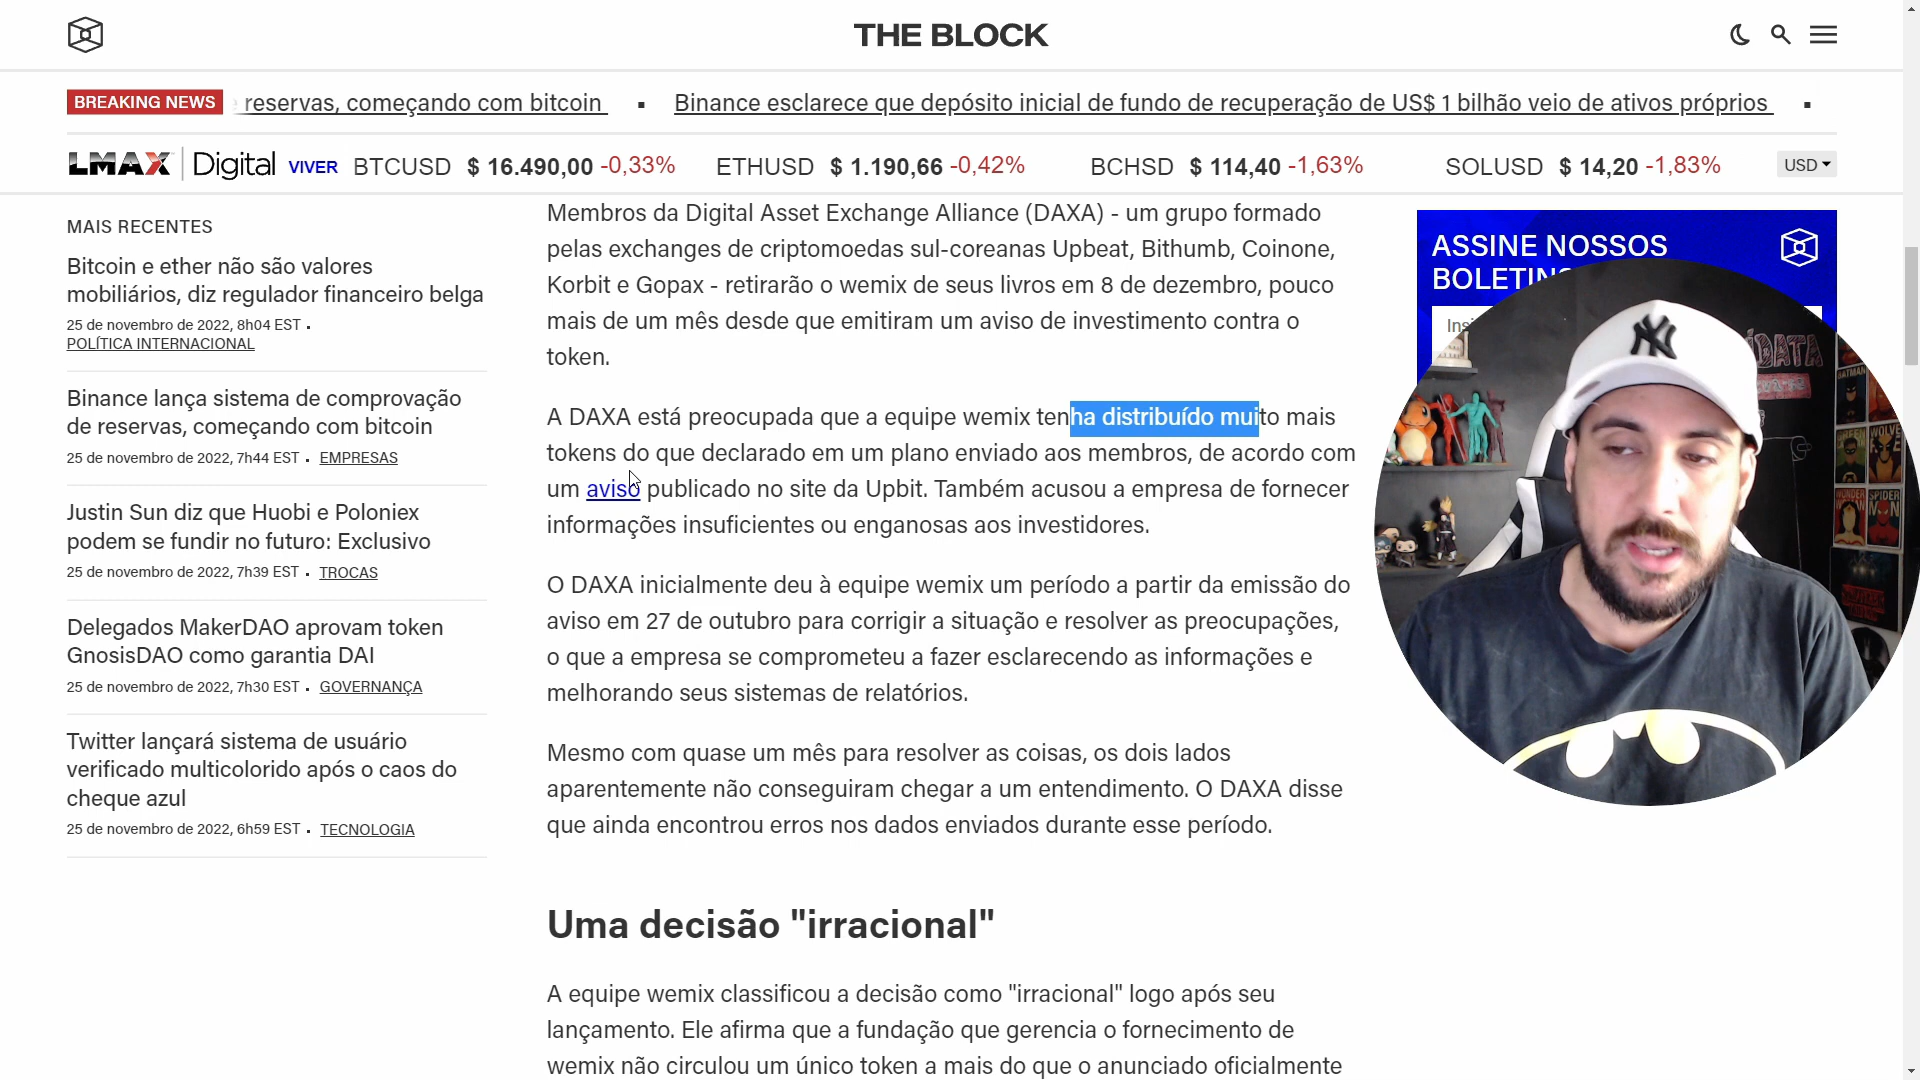 THE BLOCK
BREAKING NEWS
reservas, começando com bitcoin ▪ Binance esclarece que depósito inicial de fundo de recuperação de US$ 1 bilhão veio de ativos próprios ▪
LMAX Digital VIVER BTCUSD $ 16.490,00 -0,33% ETHUSD $ 1.190,66 -0,42% BCHSD $ 114,40 -1,63% SOLUSD $ 14,20 -1,83% USD
MAIS RECENTES
Bitcoin e ether não são valores
mobiliários, diz regulador financeiro belga
25 de novembro de 2022, 8h04 EST ▪
POLÍTICA INTERNACIONAL
Binance lança sistema de comprovação
de reservas, começando com bitcoin
25 de novembro de 2022, 7h44 EST ▪ EMPRESAS
Justin Sun diz que Huobi e Poloniex
podem se fundir no futuro: Exclusivo
25 de novembro de 2022, 7h39 EST ▪ TROCAS
Delegados MakerDAO aprovam token
GnosisDAO como garantia DAI
25 de novembro de 2022, 7h30 EST ▪ GOVERNANÇA
Twitter lançará sistema de usuário
verificado multicolorido após o caos do
cheque azul
25 de novembro de 2022, 6h59 EST ▪ TECNOLOGIA
Membros da Digital Asset Exchange Alliance (DAXA) - um grupo formado
pelas exchanges de criptomoedas sul-coreanas Upbeat, Bithumb, Coinone,
Korbit e Gopax - retirarão o wemix de seus livros em 8 de dezembro, pouco
mais de um mês desde que emitiram um aviso de investimento contra o
token.
A DAXA está preocupada que a equipe wemix tenha distribuído muito mais
tokens do que declarado em um plano enviado aos membros, de acordo com
um aviso publicado no site da Upbit. Também acusou a empresa de fornecer
informações insuficientes ou enganosas aos investidores.
O DAXA inicialmente deu à equipe wemix um período a partir da emissão do
aviso em 27 de outubro para corrigir a situação e resolver as preocupações,
o que a empresa se comprometeu a fazer esclarecendo as informações e
melhorando seus sistemas de relatórios.
Mesmo com quase um mês para resolver as coisas, os dois lados
aparentemente não conseguiram chegar a um entendimento. O DAXA disse
que ainda encontrou erros nos dados enviados durante esse período.
Uma decisão "irracional"
A equipe wemix classificou a decisão como "irracional" logo após seu
lançamento. Ele afirma que a fundação que gerencia o fornecimento de
wemix não circulou um único token a mais do que o anunciado oficialmente
ASSINE NOSSOS
BOLETINS
NY
BATMAN
WOLVE
WONDER
WOMAN
SPIDER